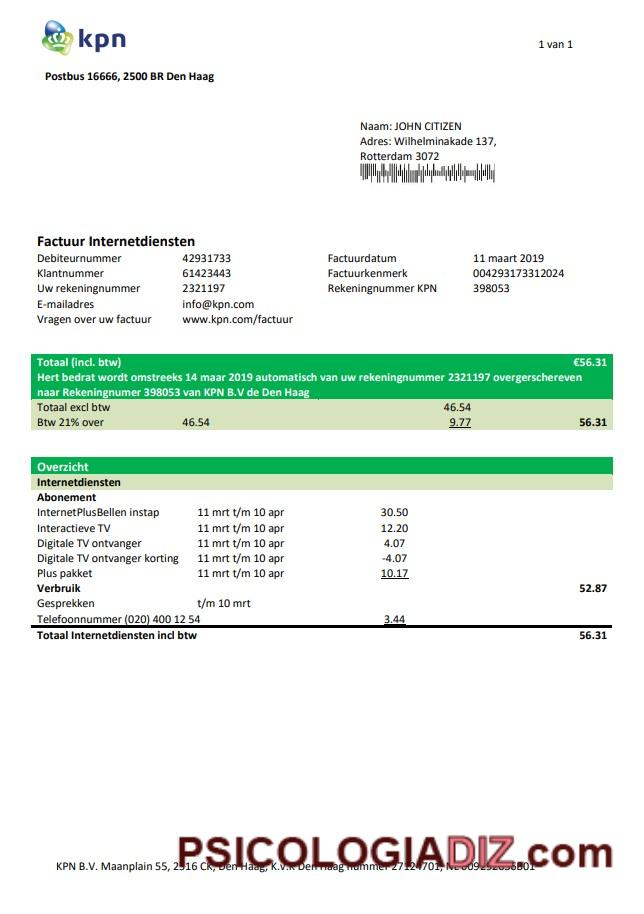 kpn
1 van 1
Postbus 16666, 2500 BR Den Haag
Naam: JOHN CITIZEN
Adres: Wilhelminakade 137,
Rotterdam 3072
Factuur Internetdiensten
Debiteurnummer 42931733 Factuurdatum 11 maart 2019
Klantnummer 61423443 Factuurkenmerk 004293173312024
Uw rekeningnummer 2321197 Rekeningnummer KPN 398053
E-mailadres info@kpn.com
Vragen over uw factuur www.kpn.com/factuur
Totaal (incl. btw) €56.31
Hert bedrat wordt omstreeks 14 maar 2019 automatisch van uw rekeningnummer 2321197 overgerschereven
naar Rekeningnumer 398053 van KPN B.V de Den Haag
Totaal excl btw 46.54
Btw 21% over 46.54 9.77 56.31
Overzicht
Internetdiensten
Abonement
InternetPlusBellen instap 11 mrt t/m 10 apr 30.50
Interactieve TV 11 mrt t/m 10 apr 12.20
Digitale TV ontvanger 11 mrt t/m 10 apr 4.07
Digitale TV ontvanger korting 11 mrt t/m 10 apr -4.07
Plus pakket 11 mrt t/m 10 apr 10.17
Verbruik 52.87
Gesprekken t/m 10 mrt
Telefoonnummer (020) 400 12 54 3.44
Totaal Internetdiensten incl btw 56.31
PSICOLOGIADIZ.com
KPN B.V. Maanplain 55, 2516 CK, Den Haag, K.v.K Den Haag nummer 27124701, NL